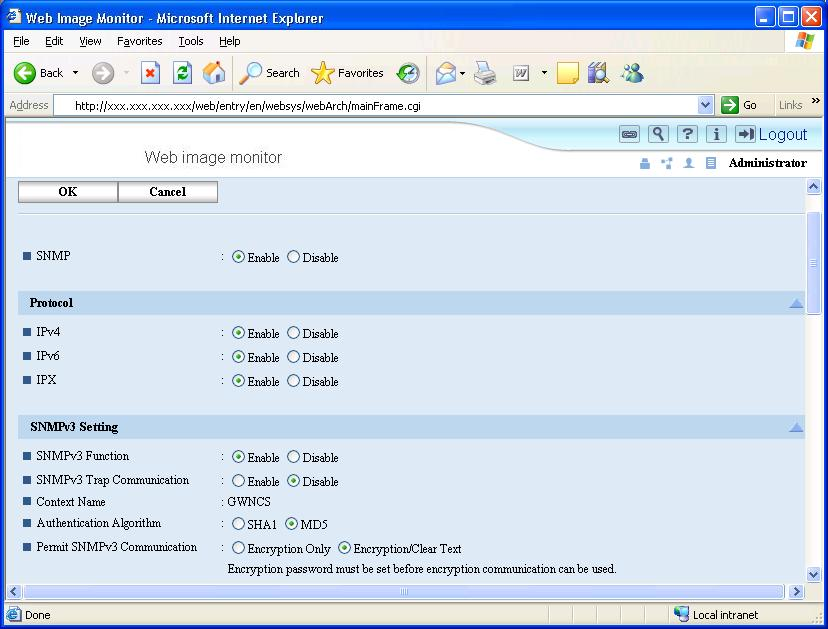 Web Image Monitor - Microsoft Internet Explorer
File Edit View Favorites Tools Help
Back Search Favorites W
Address http://xxx.xxx.xxx.xxx/web/entry/en/websys/webArch/mainFrame.cgi Go Links »
? i Logout
Web image monitor
Administrator
OK Cancel
SNMP : Enable Disable
Protocol
IPv4 : Enable Disable
IPv6 : Enable Disable
IPX : Enable Disable
SNMPv3 Setting
SNMPv3 Function : Enable Disable
SNMPv3 Trap Communication : Enable Disable
Context Name : GWNCS
Authentication Algorithm : SHA1 MD5
Permit SNMPv3 Communication : Encryption Only Encryption/Clear Text
Encryption password must be set before encryption communication can be used.
Done Local intranet